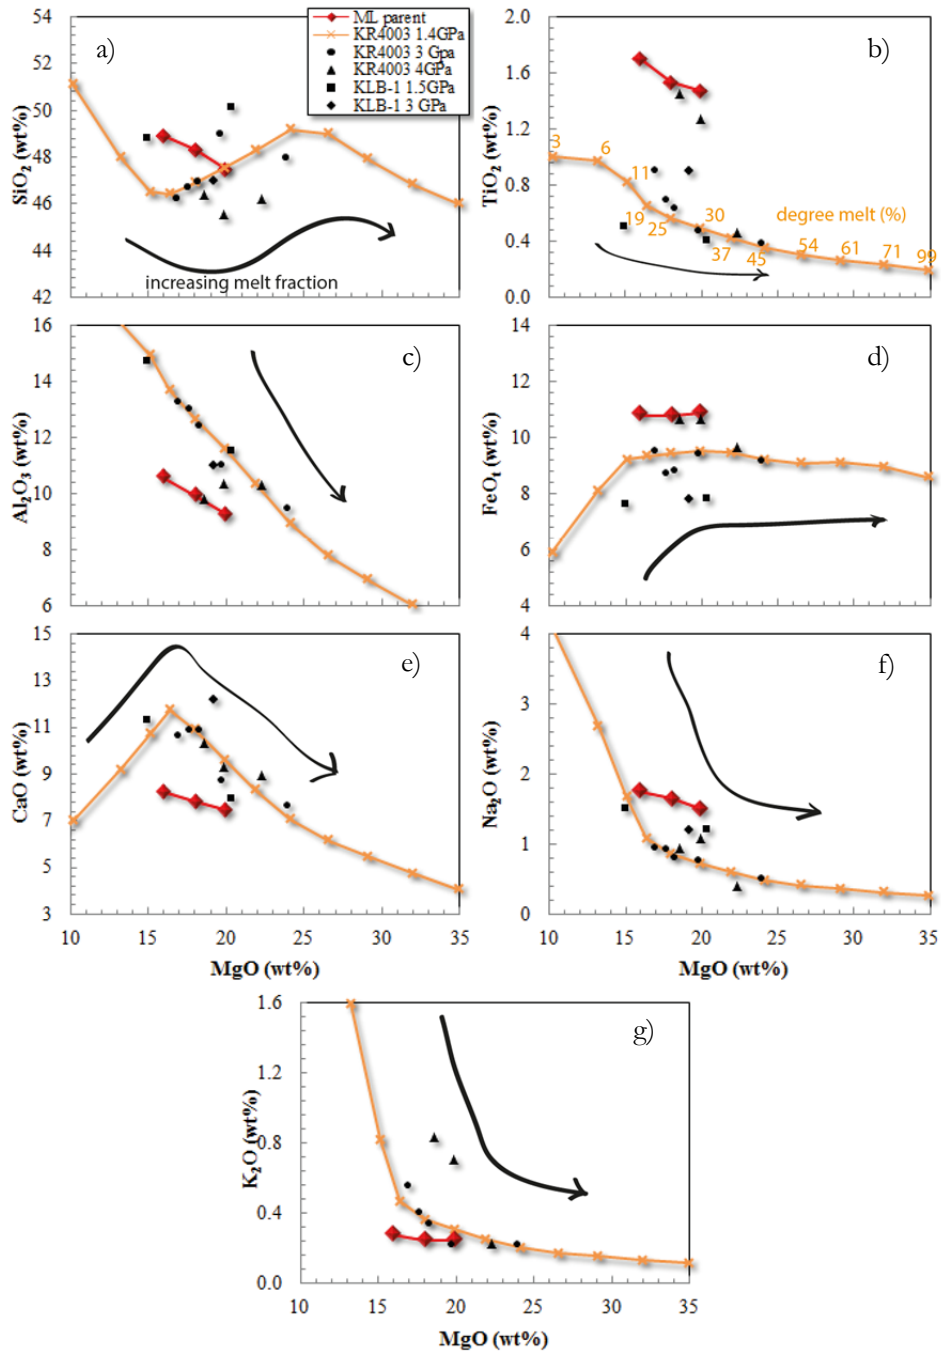 54
52
50
48
46
44
42
SiO₂ (wt%)
a)
ML parent
KR4003 1.4GPa
KR4003 3 Gpa
KR4003 4GPa
KLB-1 1.5GPa
KLB-1 3 GPa
increasing melt fraction
2.0
1.6
1.2
0.8
0.4
0.0
TiO₂ (wt%)
b)
3
6
11
19
25
30
37
45
54
61
71
99
degree melt (%)
16
14
12
10
8
6
Al₂O₃ (wt%)
c)
14
12
10
8
6
4
FeOₜ (wt%)
d)
15
13
11
9
7
5
3
CaO (wt%)
e)
10 15 20 25 30 35
MgO (wt%)
4
3
2
1
0
Na₂O (wt%)
f)
10 15 20 25 30 35
MgO (wt%)
1.6
1.2
0.8
0.4
0.0
K₂O (wt%)
g)
10 15 20 25 30 35
MgO (wt%)